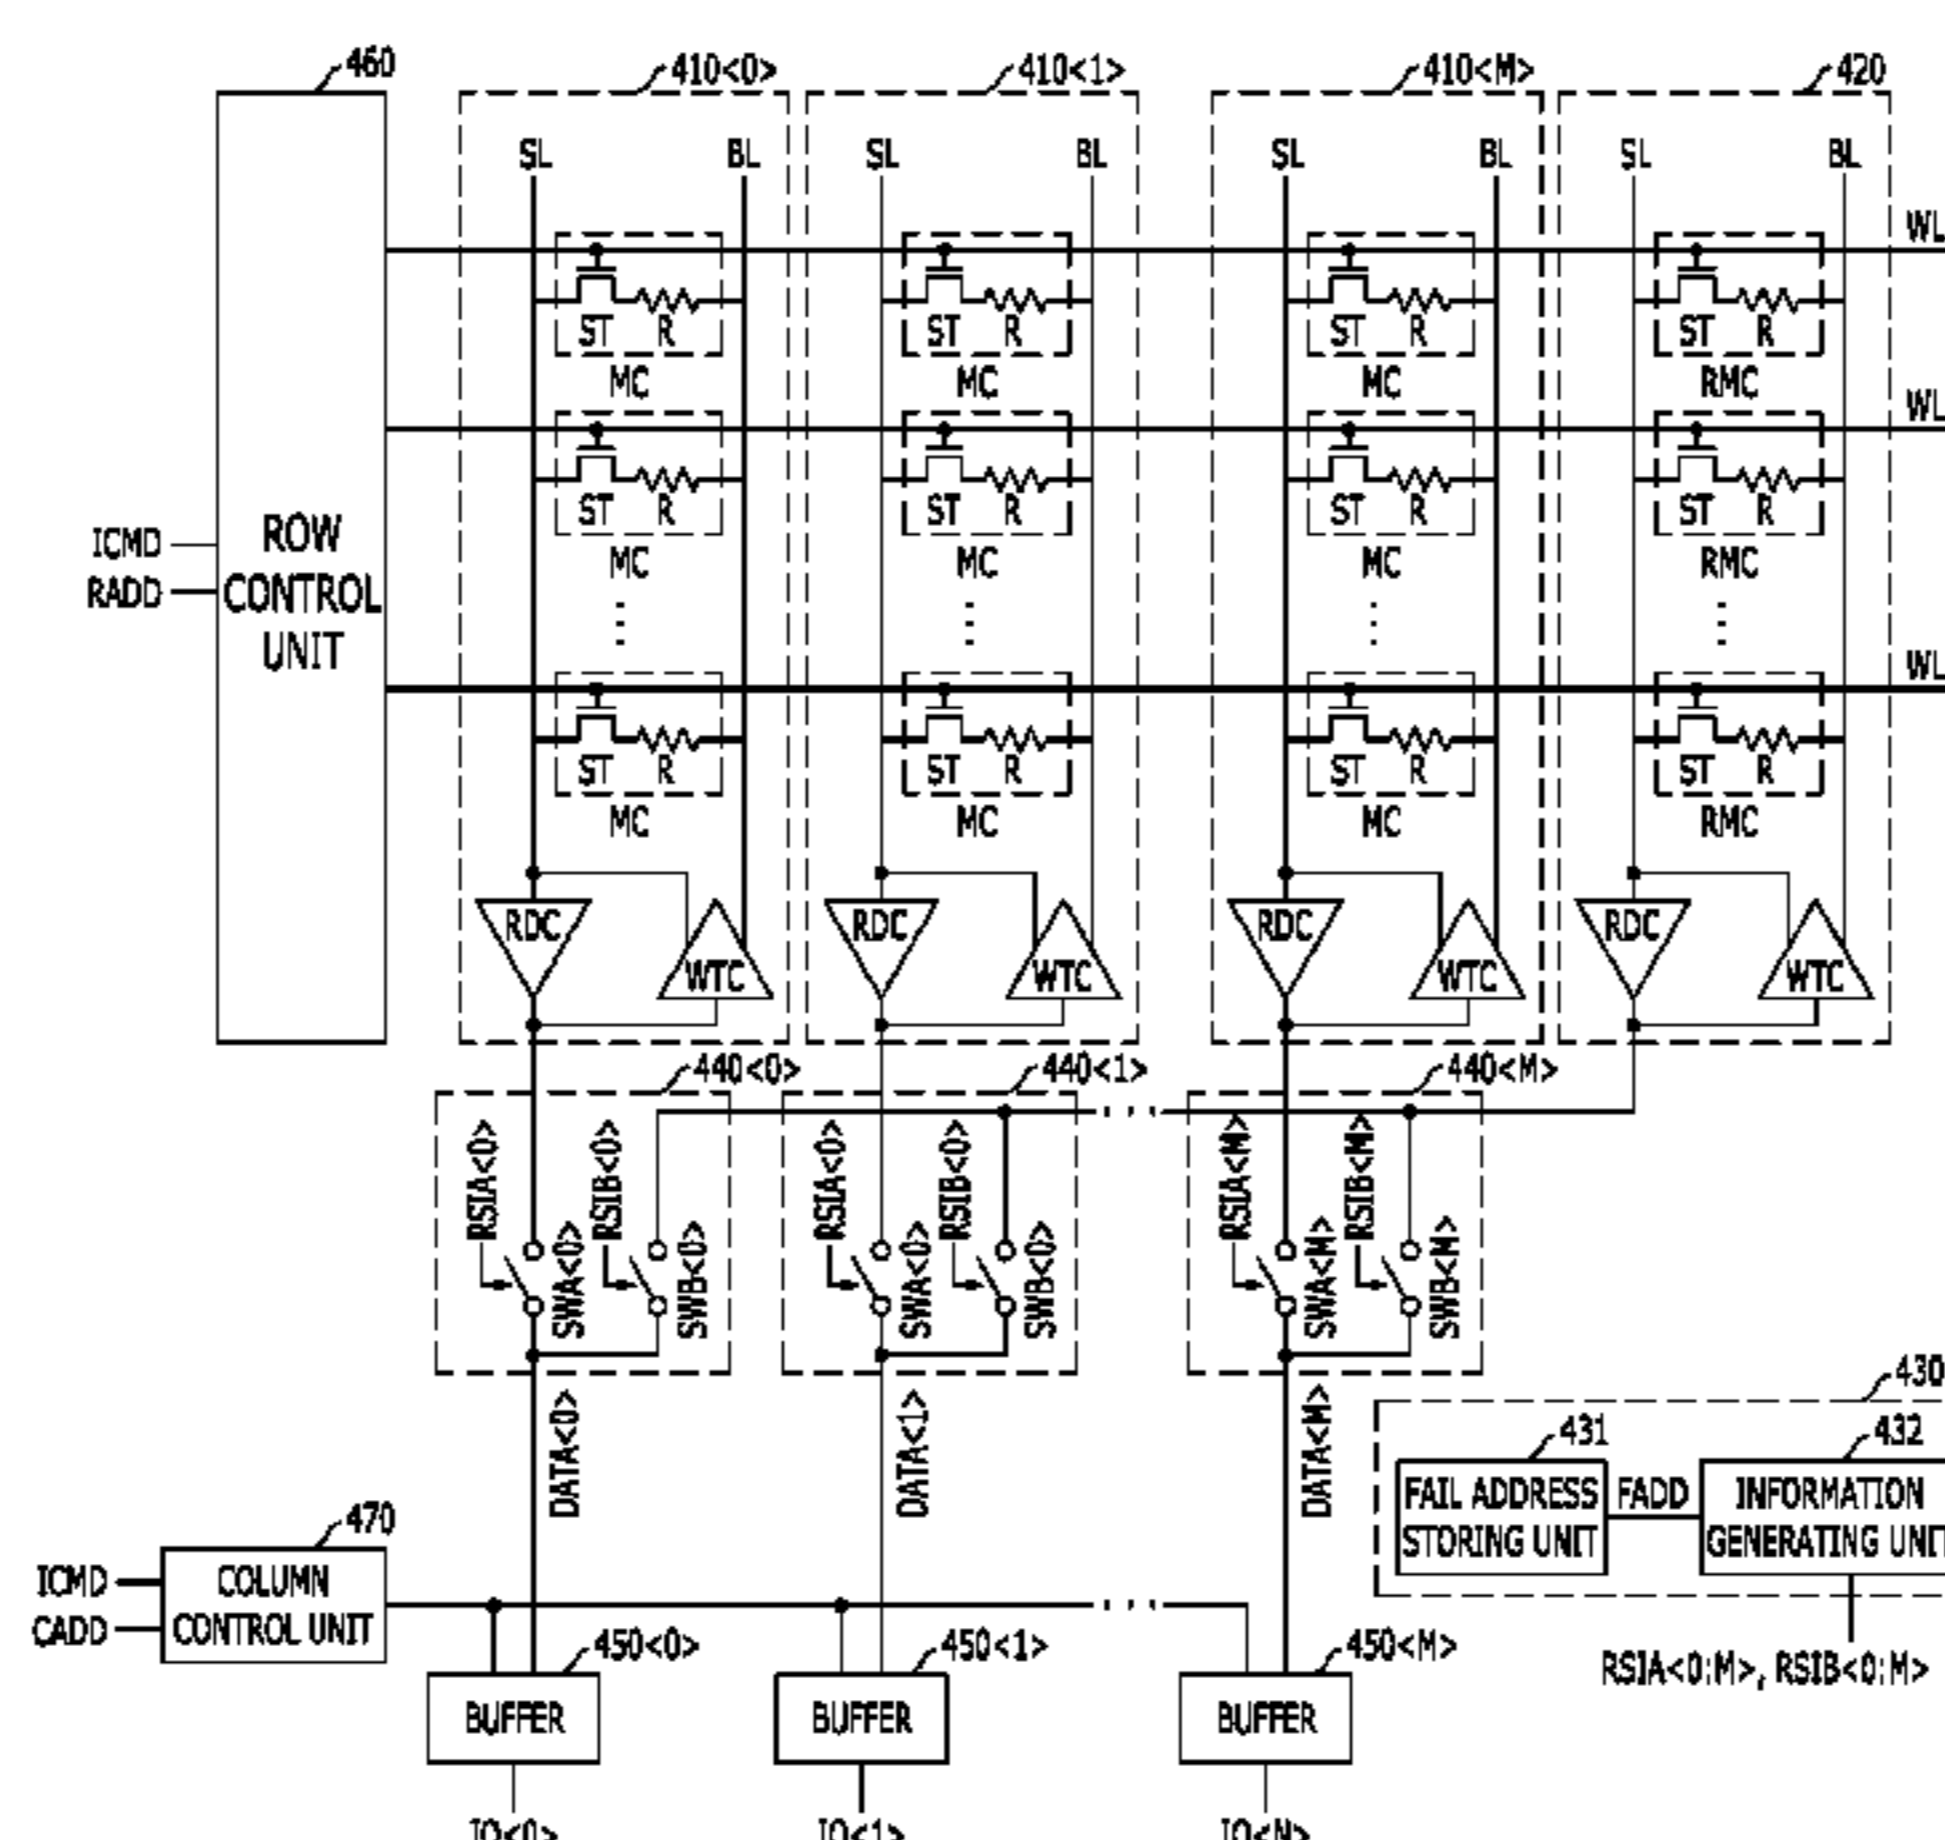 460 410<0> 410<1> 410<M> 420
SL BL SL BL SL BL SL BL
WL
ST R ST R ST R ST R
MC MC MC RMC
WL
ST R ST R ST R ST R
MC MC MC RMC
ICMD
RADD
ROW
CONTROL
UNIT
WL
ST R ST R ST R ST R
MC MC MC RMC
RDC WTC RDC WTC RDC WTC RDC WTC
440<0> 440<1> 440<M>
RSIA<0> RSIB<0> RSIA<0> RSIB<0> RSIA<M> RSIB<M>
SWA<0> SWB<0> SWA<0> SWB<0> SWA<M> SWB<M>
DATA<0> DATA<1> DATA<M>
430
431 432
FAIL ADDRESS
STORING UNIT
FADD
INFORMATION
GENERATING UNIT
RSIA<0:M>, RSIB<0:M>
470
ICMD
CADD
COLUMN
CONTROL UNIT
450<0> 450<1> 450<M>
BUFFER BUFFER BUFFER
IO<0> IO<1> IO<N>